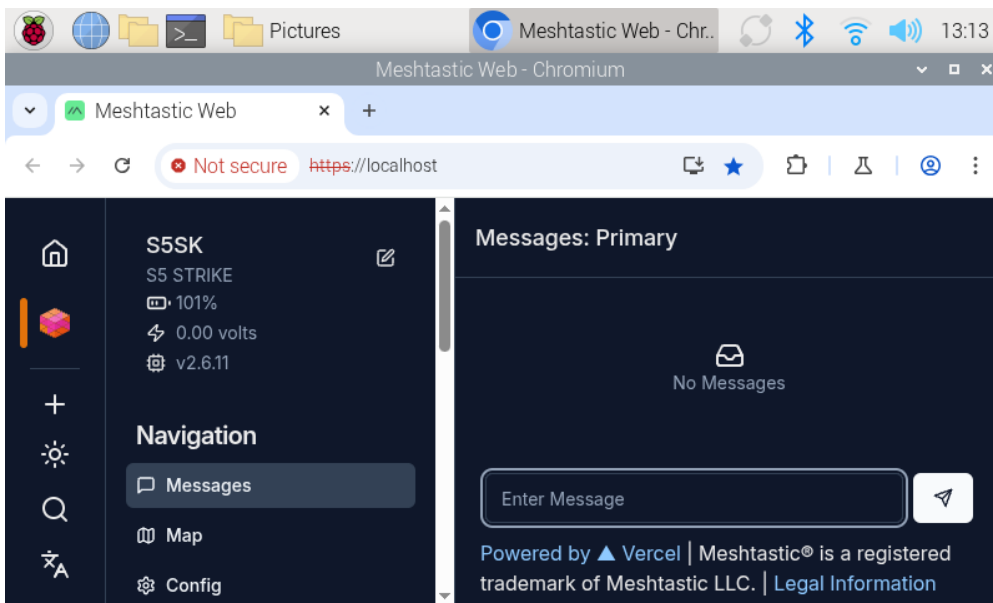 Pictures
Meshtastic Web - Chr..
13:13
Meshtastic Web - Chromium
Meshtastic Web
Not secure
https://localhost
S5SK
S5 STRIKE
101%
0.00 volts
v2.6.11
Navigation
Messages
Map
Config
Messages: Primary
No Messages
Enter Message
Powered by ▲ Vercel | Meshtastic® is a registered
trademark of Meshtastic LLC. | Legal Information